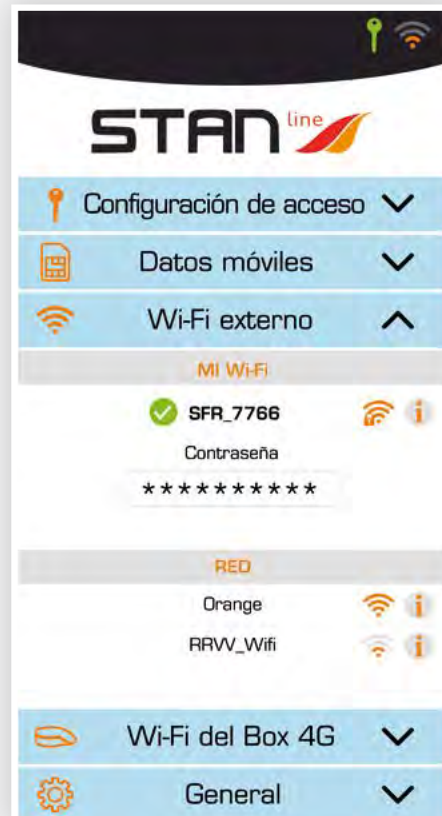 STAN line
Configuración de acceso
Datos móviles
Wi-Fi externo
MI Wi-Fi
SFR_7766
Contraseña
**********
RED
Orange
RRVV_Wifi
Wi-Fi del Box 4G
General